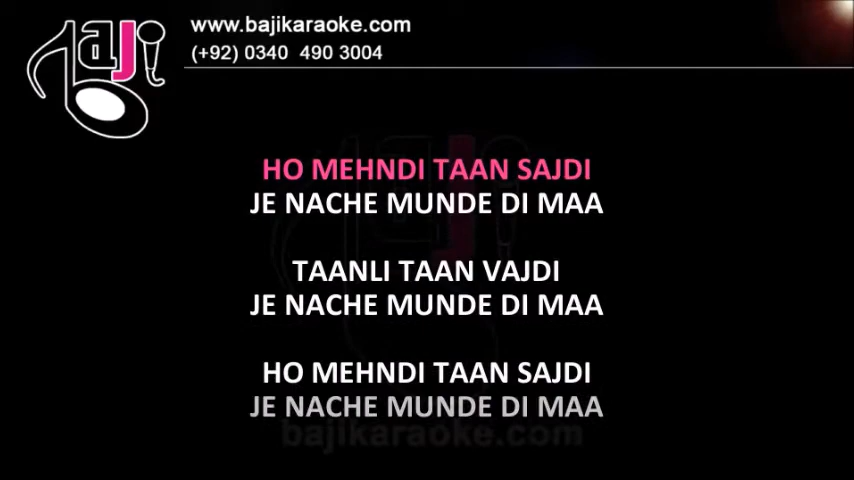 www.bajikaraoke.com
(+92) 0340 490 3004
Baji
HO MEHNDI TAAN SAJDI
JE NACHE MUNDE DI MAA
TAANLI TAAN VAJDI
JE NACHE MUNDE DI MAA
HO MEHNDI TAAN SAJDI
JE NACHE MUNDE DI MAA
bajikaraoke.com